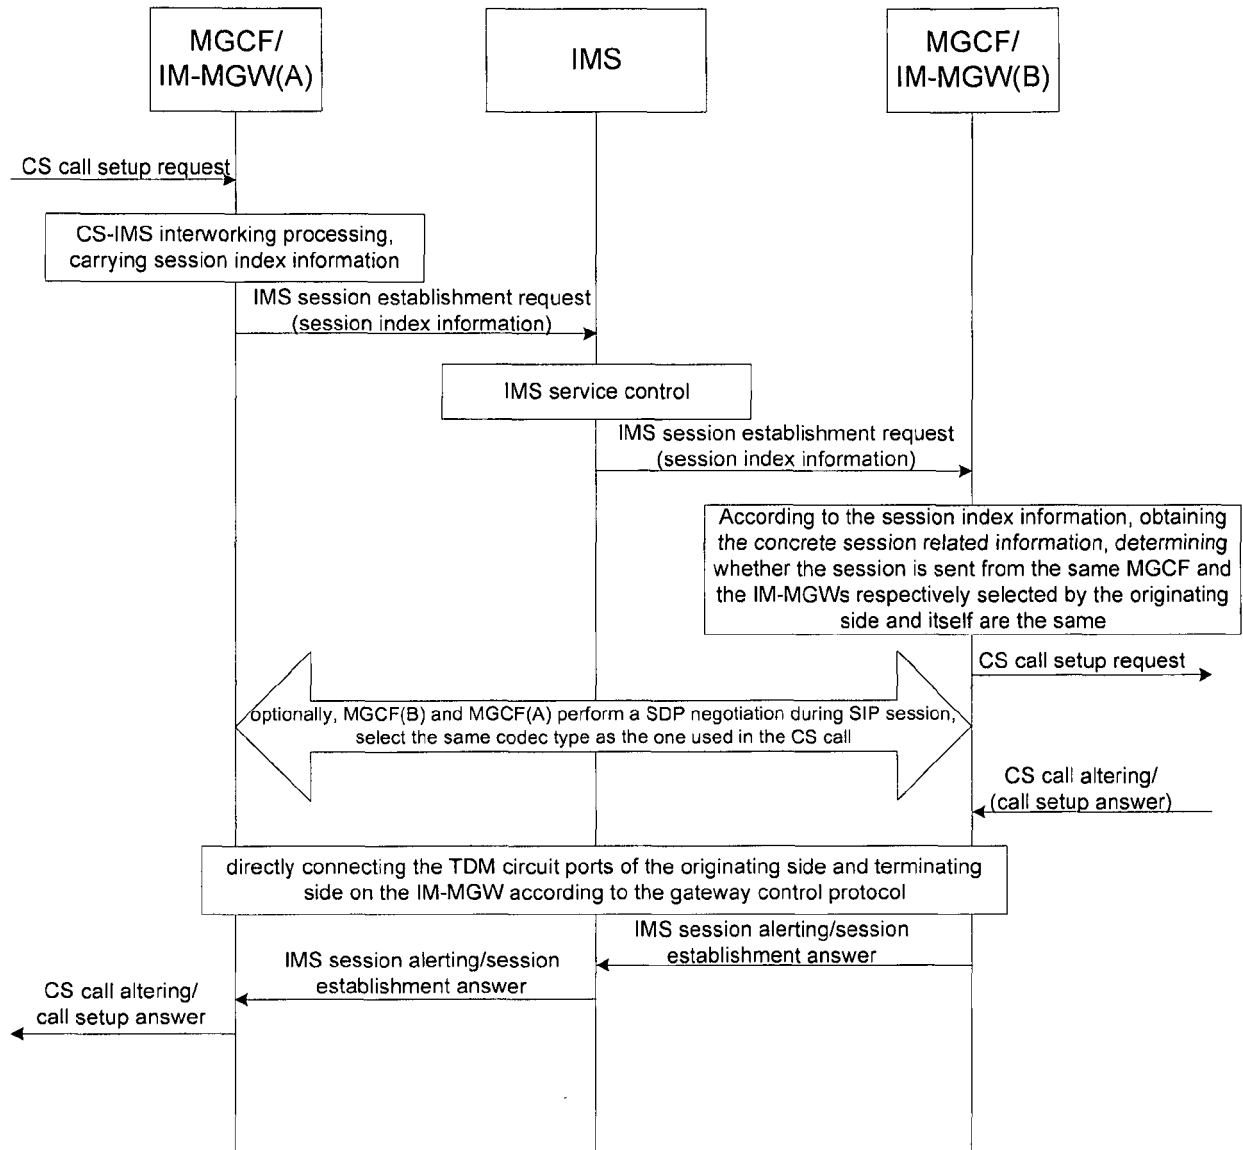 MGCF/
IM-MGW(A)
IMS
MGCF/
IM-MGW(B)
CS call setup request
CS-IMS interworking processing,
carrying session index information
IMS session establishment request
(session index information)
IMS service control
IMS session establishment request
(session index information)
According to the session index information, obtaining
the concrete session related information, determining
whether the session is sent from the same MGCF and
the IM-MGWs respectively selected by the originating
side and itself are the same
CS call setup request
optionally, MGCF(B) and MGCF(A) perform a SDP negotiation during SIP session,
select the same codec type as the one used in the CS call
CS call altering/
(call setup answer)
directly connecting the TDM circuit ports of the originating side and terminating
side on the IM-MGW according to the gateway control protocol
IMS session alerting/session
establishment answer
IMS session alerting/session
establishment answer
CS call altering/
call setup answer